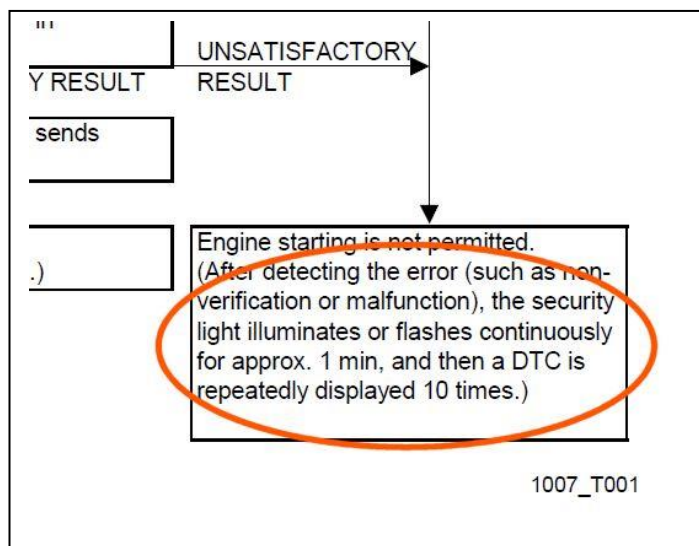 in
UNSATISFACTORY
Y RESULT RESULT
sends
.)
Engine starting is not permitted.
(After detecting the error (such as non-
verification or malfunction), the security
light illuminates or flashes continuously
for approx. 1 min, and then a DTC is
repeatedly displayed 10 times.)
1007_T001